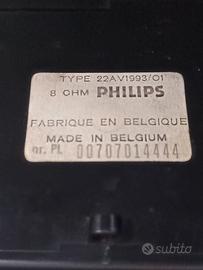 TYPE 22AV1993/01
8 OHM PHILIPS
FABRIQUE EN BELGIQUE
MADE IN BELGIUM
nr. PL 00707014444
subito